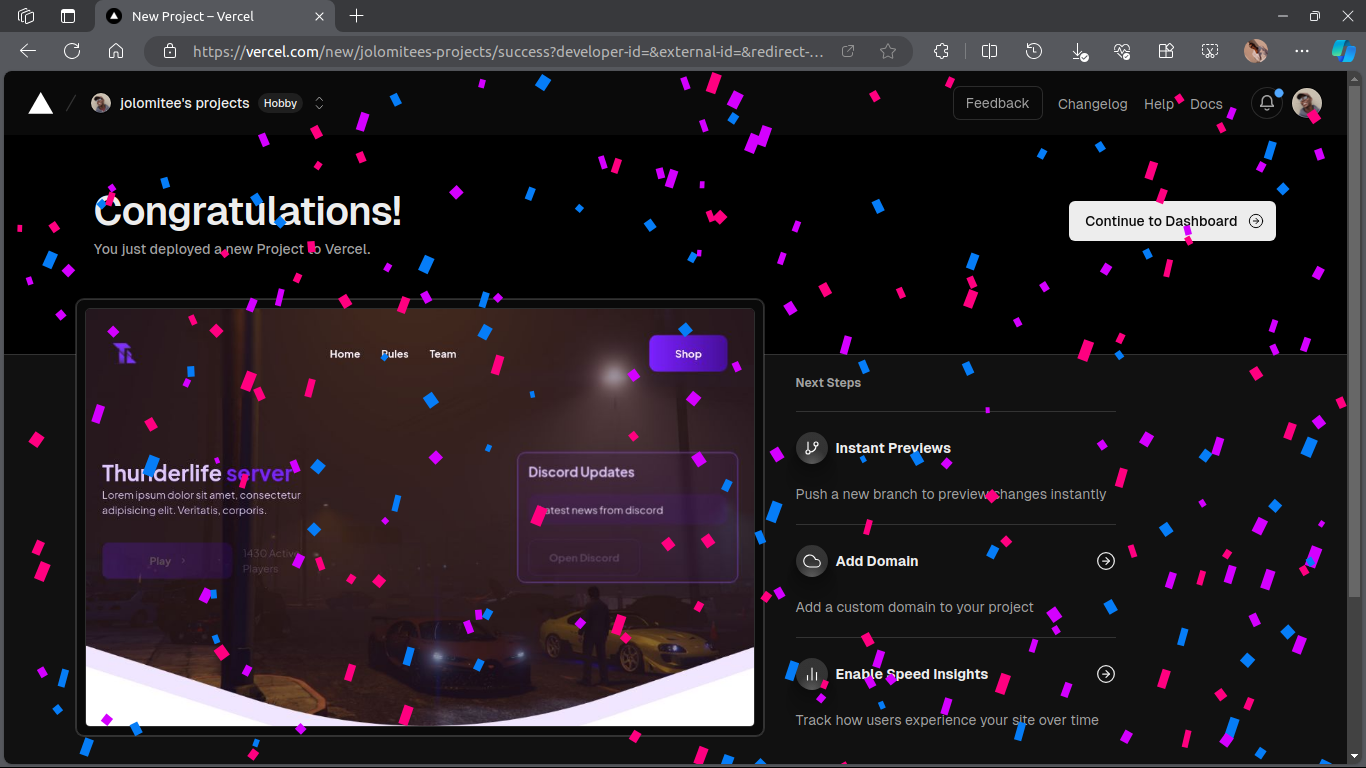 New Project – Vercel
https://vercel.com/new/jolomitees-projects/success?developer-id=&external-id=&redirect-...
jolomitee's projects
Hobby
Feedback
Changelog
Help
Docs
Congratulations!
You just deployed a new Project to Vercel.
Continue to Dashboard
Home
Rules
Team
Shop
Thunderlife server
Lorem ipsum dolor sit amet, consectetur
adipisicing elit. Veritatis, corporis.
Play
1430 Active
Players
Discord Updates
Latest news from discord
Open Discord
Next Steps
Instant Previews
Push a new branch to preview changes instantly
Add Domain
Add a custom domain to your project
Enable Speed Insights
Track how users experience your site over time